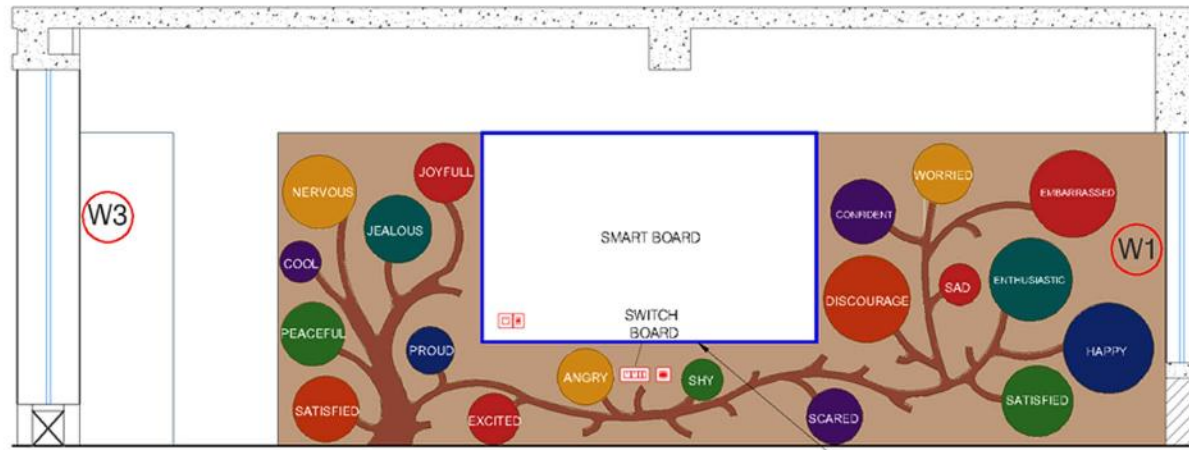 NERVOUS
JOYFULL
JEALOUS
COOL
PEACEFUL
PROUD
SATISFIED
EXCITED
W3
SMART BOARD
SWITCH
BOARD
ANGRY
SHY
SCARED
WORRIED
EMBARRASSED
CONFIDENT
W1
DISCOURAGE
SAD
ENTHUSIASTIC
HAPPY
SATISFIED